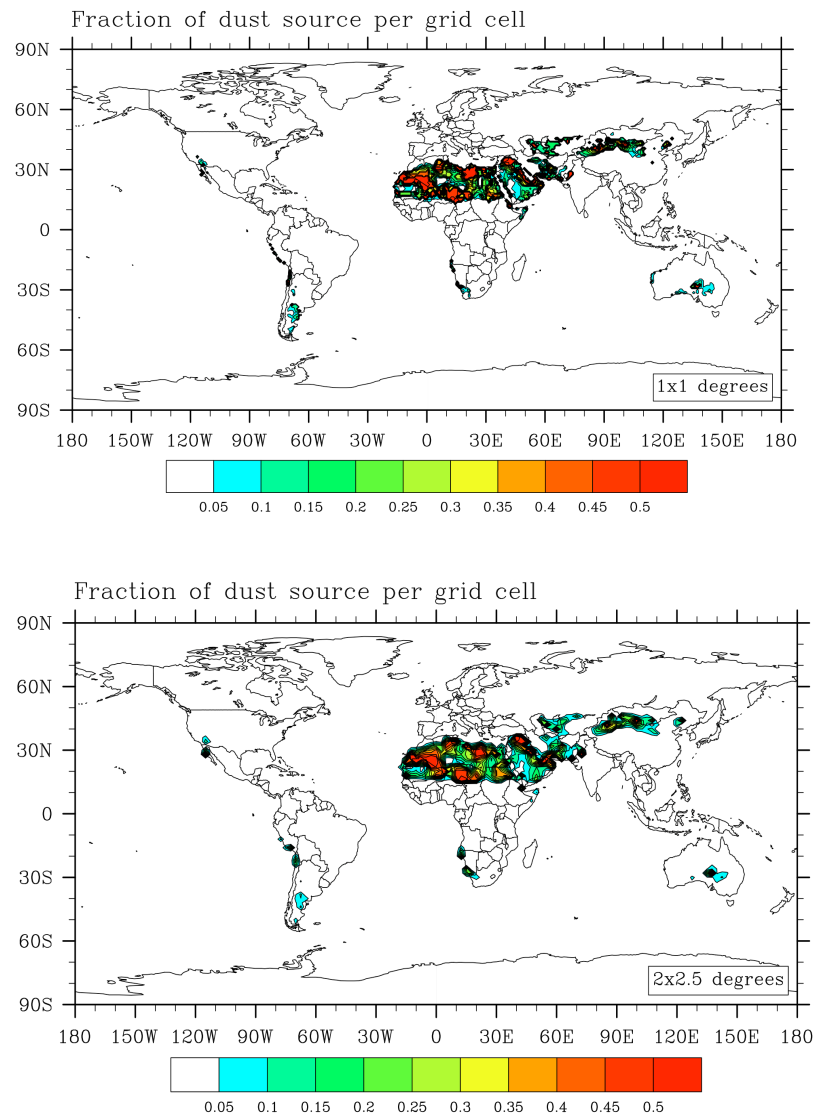 Fraction of dust source per grid cell
90N
60N
30N
0
30S
60S
90S
1x1 degrees
180 150W 120W 90W 60W 30W 0 30E 60E 90E 120E 150E 180
0.05 0.1 0.15 0.2 0.25 0.3 0.35 0.4 0.45 0.5
Fraction of dust source per grid cell
90N
60N
30N
0
30S
60S
90S
2x2.5 degrees
180 150W 120W 90W 60W 30W 0 30E 60E 90E 120E 150E 180
0.05 0.1 0.15 0.2 0.25 0.3 0.35 0.4 0.45 0.5